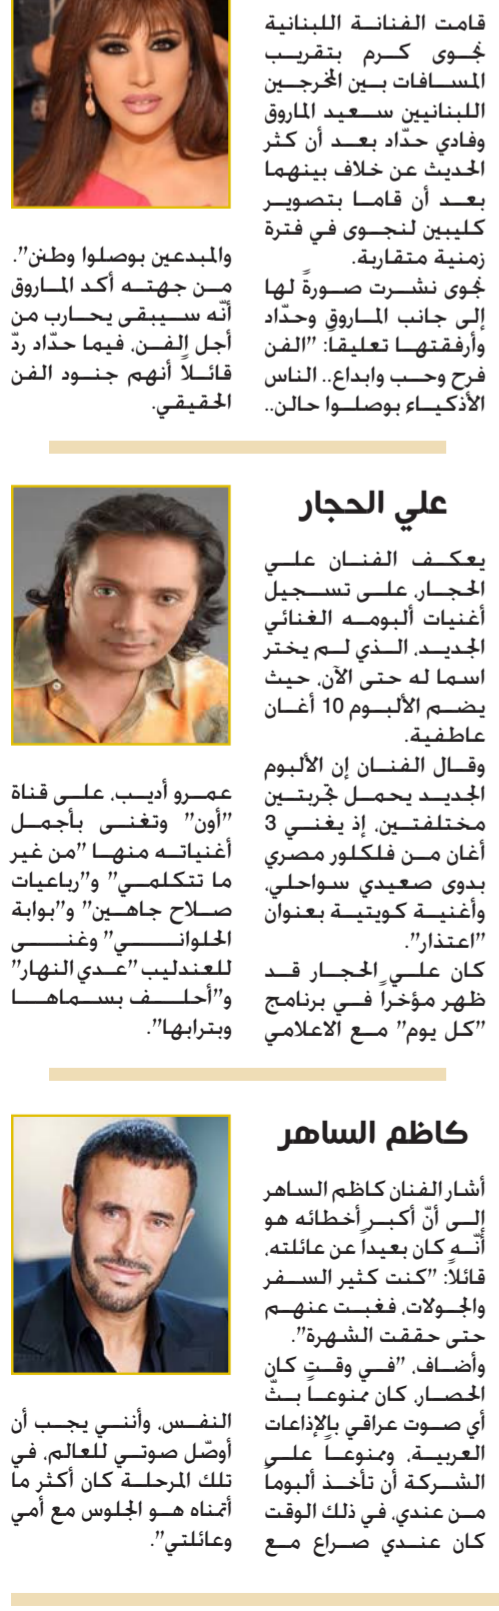 قامت الفنانة اللبنانية
نجوى كرم بتقريب
المسافات بين المخرجين
اللبنانيين سعيد الماروق
وفادي حدّاد بعد أن كثر
الحديث عن خلاف بينهما
بعد أن قاما بتصوير
كليبين لنجوى في فترة
زمنية متقاربة.
نجوى نشرت صورةً لها
إلى جانب الماروق وحدّاد
وأرفقتها تعليقاً: "الفن
فرح وحب وابداع.. الناس
الأذكياء بوصلوا حالن..
والمبدعين بوصلوا وطنن".
من جهته أكد الماروق
أنّه سيبقى يحارب من
أجل الفن، فيما حدّاد ردّ
قائلاً أنهم جنود الفن
الحقيقي.
علي الحجار
يعكف الفنان علي
الحجار، على تسجيل
أغنيات ألبومه الغنائي
الجديد، الذي لم يختر
اسما له حتى الآن، حيث
يضم الألبوم 10 أغان
عاطفية.
وقال الفنان إن الألبوم
الجديد يحمل تجربتين
مختلفتين، إذ يغني 3
أغان من فلكلور مصري
بدوى صعيدي سواحلي،
وأغنية كويتية بعنوان
"اعتذار".
كان علي الحجار قد
ظهر مؤخراً في برنامج
"كل يوم" مع الاعلامي
عمرو أديب، على قناة
"أون" وتغنى بأجمل
أغنياته منها "من غير
ما تتكلمي" و"رباعيات
صلاح جاهين" و"بوابة
الحلواني" وغنى
للعندليب "عدي النهار"
و"أحلف بسماها
وبترابها".
كاظم الساهر
أشار الفنان كاظم الساهر
إلى أنّ أكبر أخطائه هو
أنّه كان بعيداً عن عائلته،
قائلاً: "كنت كثير السفر
والجولات، فغبت عنهم
حتى حققت الشهرة".
وأضاف، "في وقتٍ كان
الحصار، كان ممنوعاً بثّ
أي صوت عراقي بالإذاعات
العربية، وممنوعاً على
الشركة أن تأخذ ألبوماً
من عندي، في ذلك الوقت
كان عندي صراع مع
النفس، وأنني يجب أن
أوصّل صوتي للعالم، في
تلك المرحلة كان أكثر ما
أتمناه هو الجلوس مع أمي
وعائلتي".